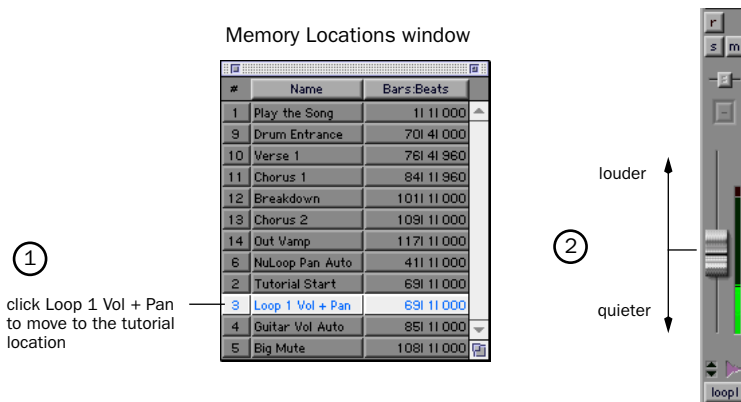 Memory Locations window
# Name Bars:Beats
1 Play the Song 1| 1| 000
9 Drum Entrance 70| 4| 000
10 Verse 1 76| 4| 960
11 Chorus 1 84| 1| 960
12 Breakdown 101| 1| 000
13 Chorus 2 109| 1| 000
14 Out Vamp 117| 1| 000
6 NuLoop Pan Auto 41| 1| 000
2 Tutorial Start 69| 1| 000
3 Loop 1 Vol + Pan 69| 1| 000
4 Guitar Vol Auto 85| 1| 000
5 Big Mute 108| 1| 000
1
click Loop 1 Vol + Pan
to move to the tutorial
location
2
louder
quieter
r
s m
loop1